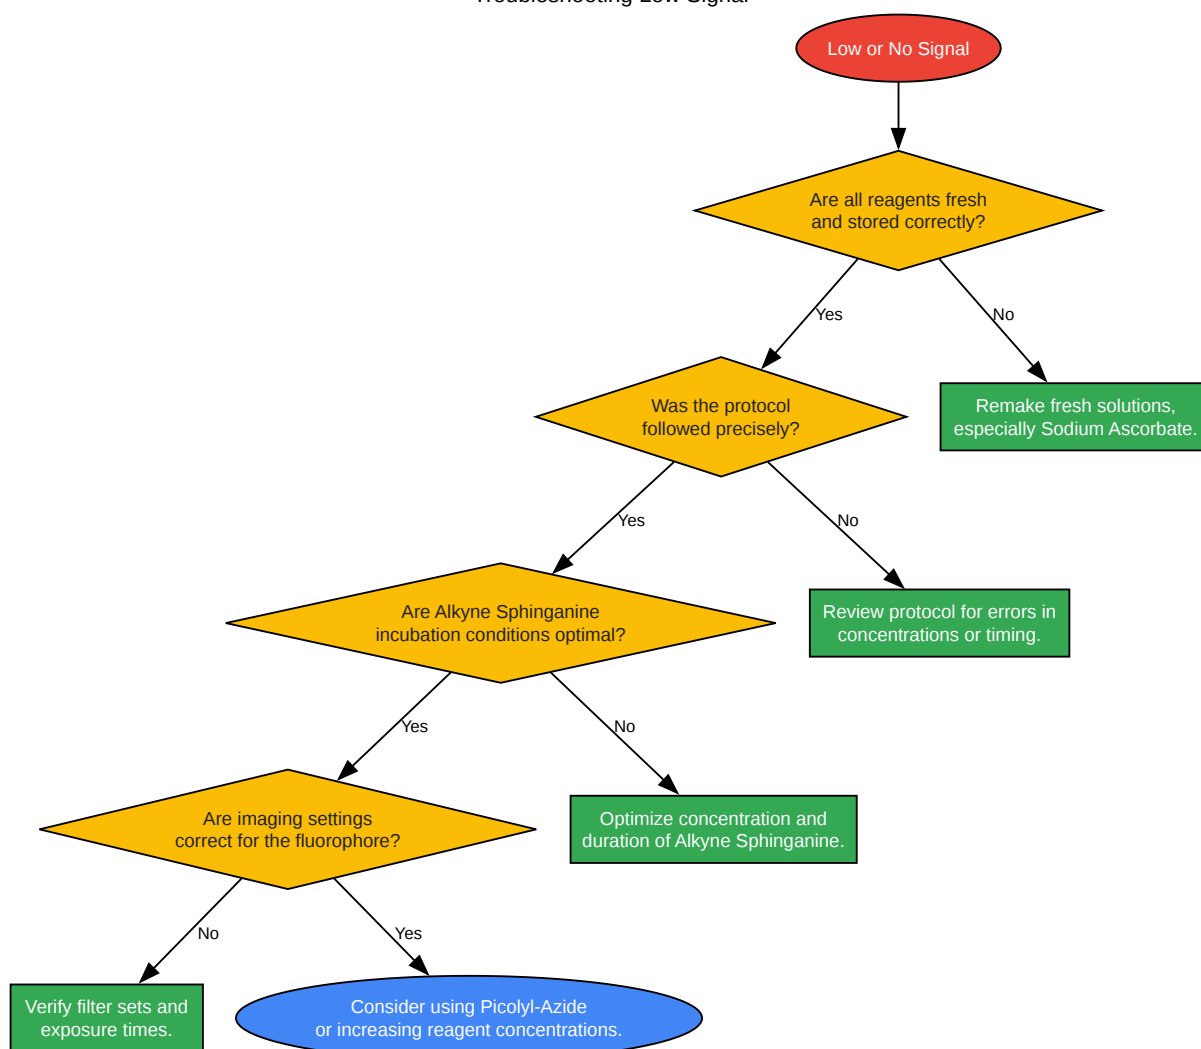 Troubleshooting Low Signal
Low or No Signal
Are all reagents fresh
and stored correctly?
Yes
No
Was the protocol
followed precisely?
Remake fresh solutions,
especially Sodium Ascorbate.
Yes
No
Are Alkyne Sphinganine
incubation conditions optimal?
Review protocol for errors in
concentrations or timing.
Yes
No
Are imaging settings
correct for the fluorophore?
Optimize concentration and
duration of Alkyne Sphinganine.
No
Yes
Verify filter sets and
exposure times.
Consider using Picolyl-Azide
or increasing reagent concentrations.